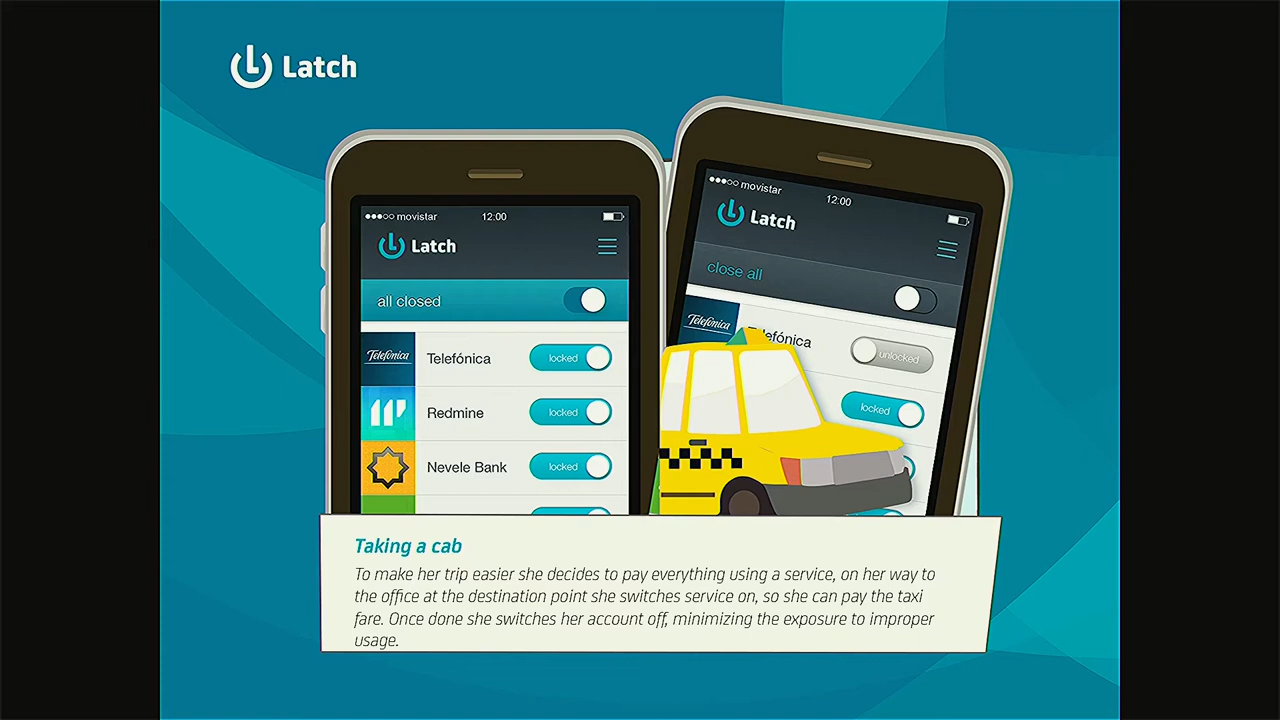 Latch
●●●○○ movistar 12:00
Latch
all closed
Telefónica Telefónica locked
Redmine locked
Nevele Bank locked
●●●○○ movistar 12:00
Latch
close all
Telefónica unlocked
locked
Taking a cab
To make her trip easier she decides to pay everything using a service, on her way to
the office at the destination point she switches service on, so she can pay the taxi
fare. Once done she switches her account off, minimizing the exposure to improper
usage.